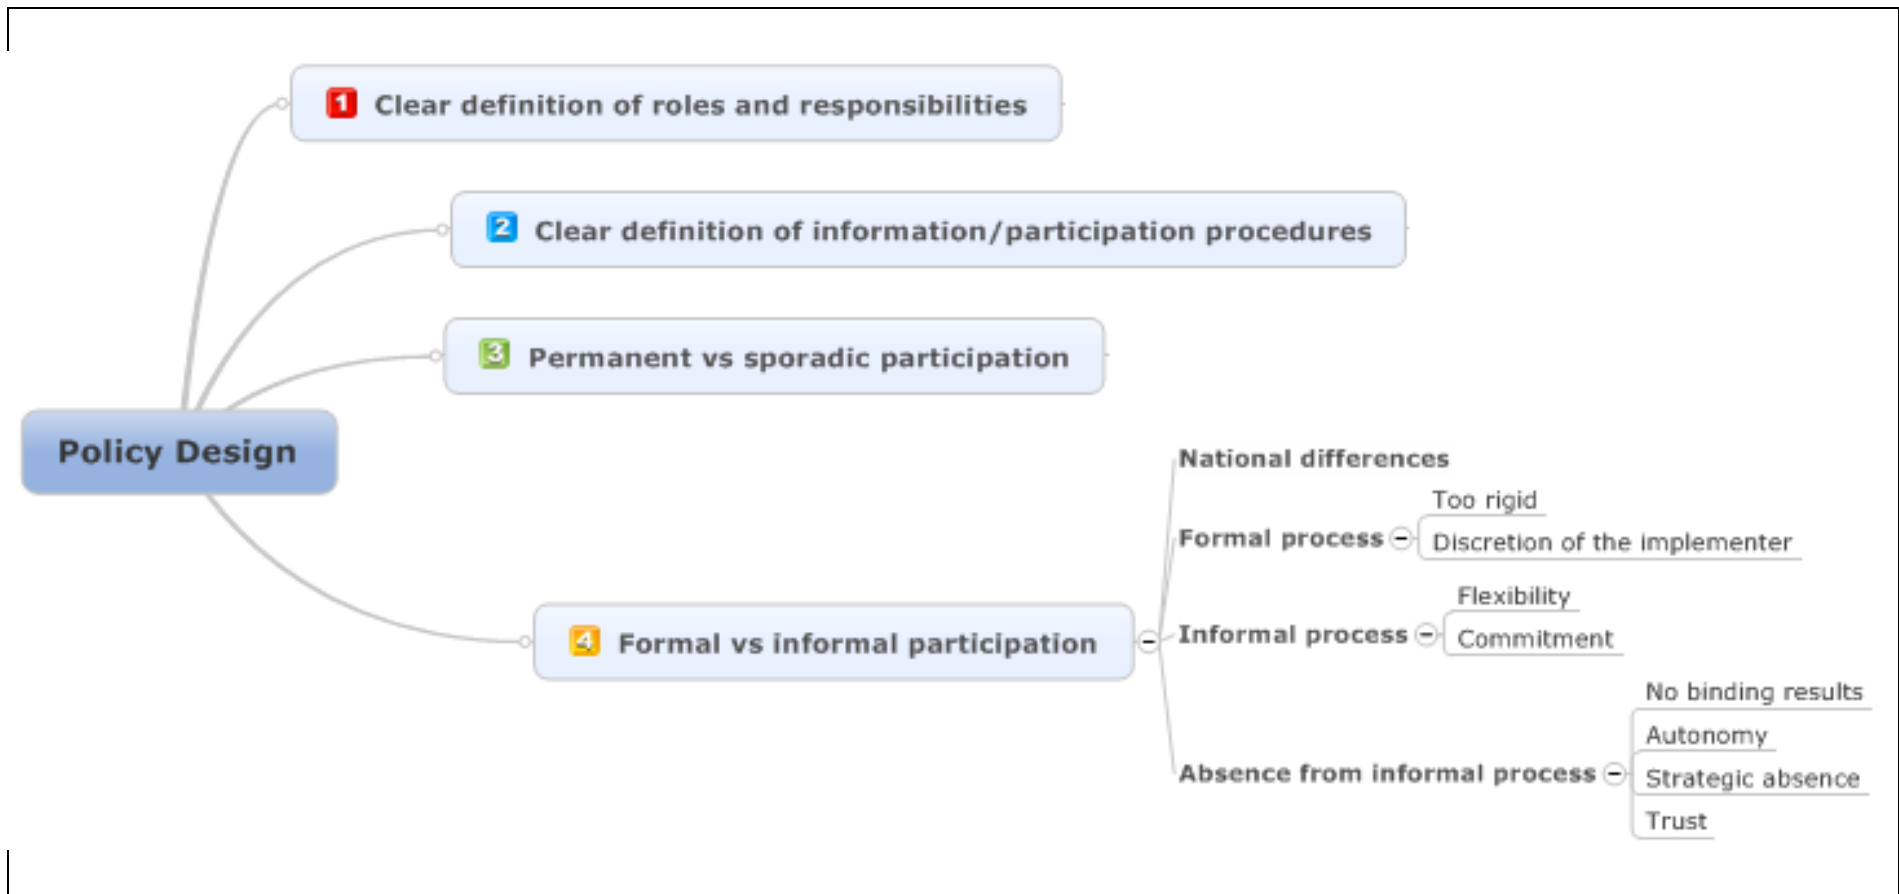 1 Clear definition of roles and responsibilities
2 Clear definition of information/participation procedures
3 Permanent vs sporadic participation
Policy Design
4 Formal vs informal participation
National differences
Formal process
Too rigid
Discretion of the implementer
Informal process
Flexibility
Commitment
Absence from informal process
No binding results
Autonomy
Strategic absence
Trust